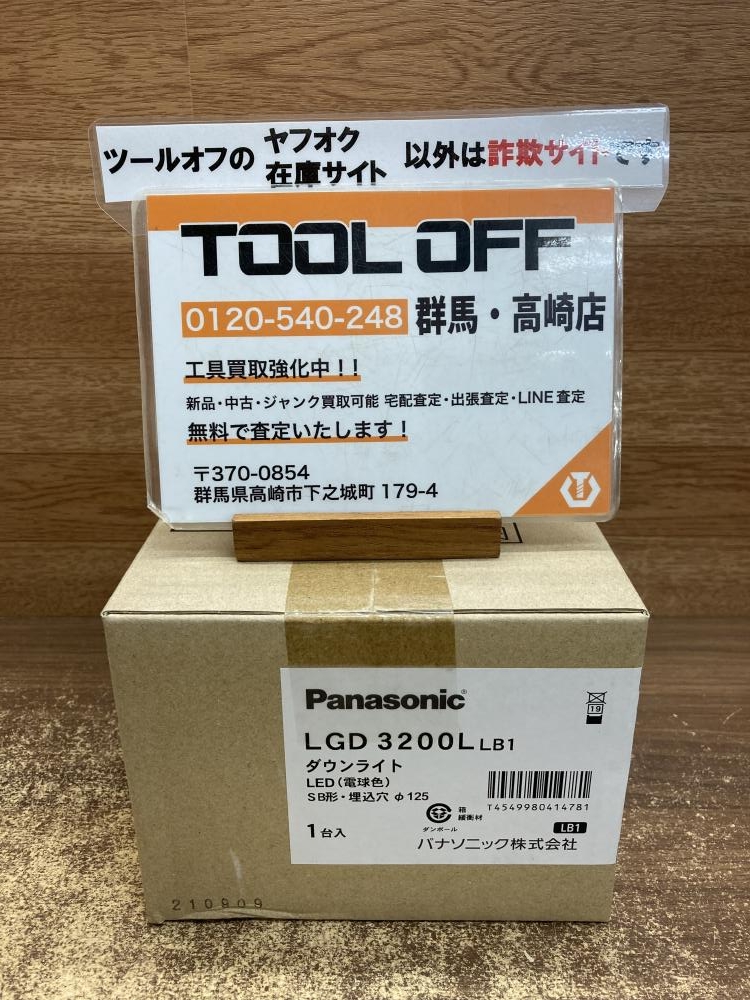 ツールオフの ヤフオク 在庫サイト 以外は詐欺サイトです
TOOL OFF
0120-540-248 群馬・高崎店
工具買取強化中!!
新品・中古・ジャンク買取可能 宅配査定・出張査定・LINE査定
無料で査定いたします!
〒370-0854
群馬県高崎市下之城町 179-4
Panasonic
LGD 3200L LB1
ダウンライト
LED(電球色)
SB形・埋込穴 φ125
1台入
19
T4549980414781
箱
緩衝材
ダンボール
LB1
パナソニック株式会社
210909